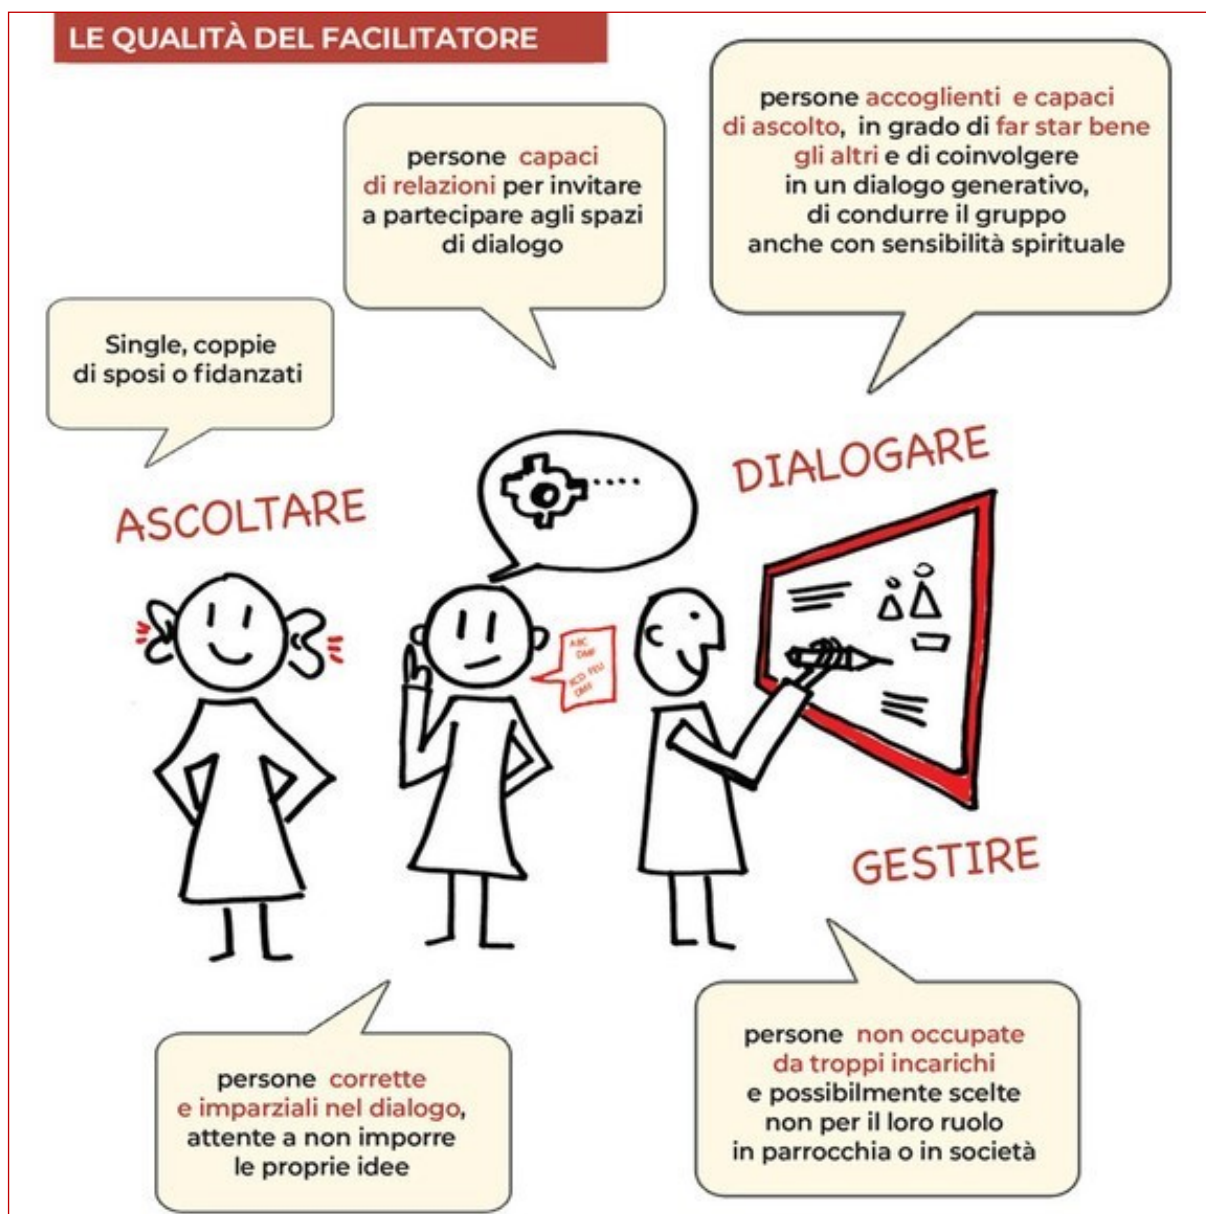 LE QUALITÀ DEL FACILITATORE
persone accoglienti e capaci
di ascolto, in grado di far star bene
gli altri e di coinvolgere
in un dialogo generativo,
di condurre il gruppo
anche con sensibilità spirituale
persone capaci
di relazioni per invitare
a partecipare agli spazi
di dialogo
Single, coppie
di sposi o fidanzati
ASCOLTARE
DIALOGARE
ABC
DMF
GESTIRE
persone corrette
e imparziali nel dialogo,
attente a non imporre
le proprie idee
persone non occupate
da troppi incarichi
e possibilmente scelte
non per il loro ruolo
in parrocchia o in società